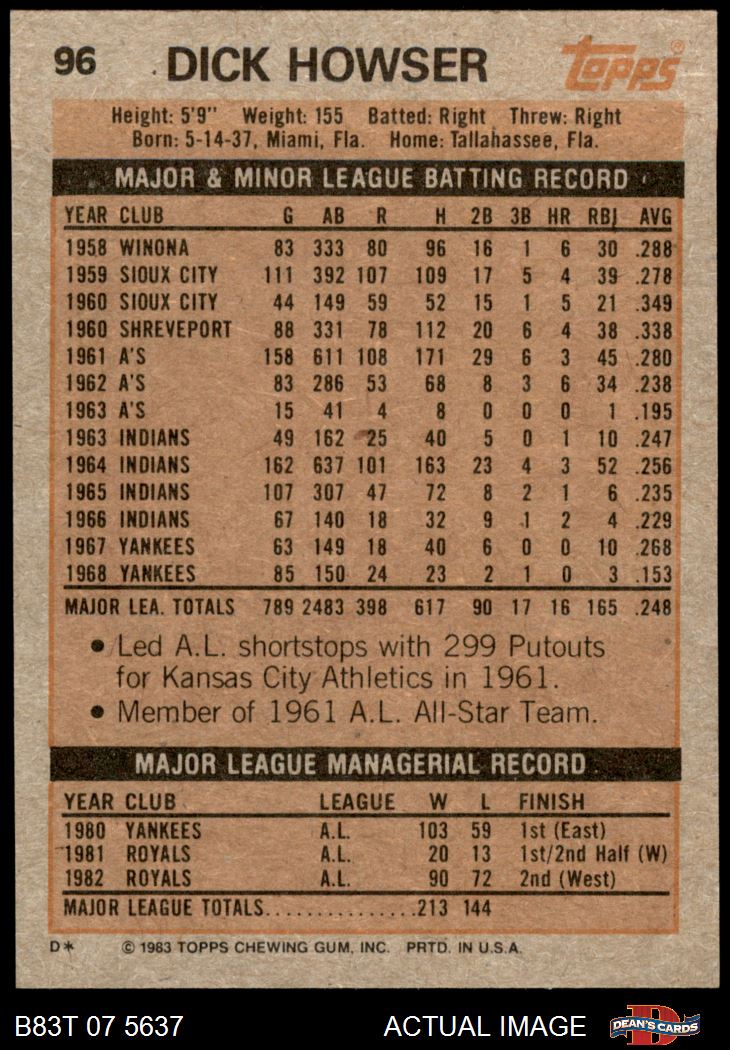 96 DICK HOWSER topps®
Height: 5'9" Weight: 155 Batted: Right Threw: Right
Born: 5-14-37, Miami, Fla. Home: Tallahassee, Fla.
MAJOR & MINOR LEAGUE BATTING RECORD
YEAR CLUB G AB R H 2B 3B HR RBI AVG
1958 WINONA 83 333 80 96 16 1 6 30 .288
1959 SIOUX CITY 111 392 107 109 17 5 4 39 .278
1960 SIOUX CITY 44 149 59 52 15 1 5 21 .349
1960 SHREVEPORT 88 331 78 112 20 6 4 38 .338
1961 A'S 158 611 108 171 29 6 3 45 .280
1962 A'S 83 286 53 68 8 3 6 34 .238
1963 A'S 15 41 4 8 0 0 0 1 .195
1963 INDIANS 49 162 25 40 5 0 1 10 .247
1964 INDIANS 162 637 101 163 23 4 3 52 .256
1965 INDIANS 107 307 47 72 8 2 1 6 .235
1966 INDIANS 67 140 18 32 9 1 2 4 .229
1967 YANKEES 63 149 18 40 6 0 0 10 .268
1968 YANKEES 85 150 24 23 2 1 0 3 .153
MAJOR LEA. TOTALS 789 2483 398 617 90 17 16 165 .248
• Led A.L. shortstops with 299 Putouts
for Kansas City Athletics in 1961.
• Member of 1961 A.L. All-Star Team.
MAJOR LEAGUE MANAGERIAL RECORD
YEAR CLUB LEAGUE W L FINISH
1980 YANKEES A.L. 103 59 1st (East)
1981 ROYALS A.L. 20 13 1st/2nd Half (W)
1982 ROYALS A.L. 90 72 2nd (West)
MAJOR LEAGUE TOTALS...............213 144
D* © 1983 TOPPS CHEWING GUM, INC. PRTD. IN U.S.A.
B83T 07 5637 ACTUAL IMAGE D DEAN'S CARDS